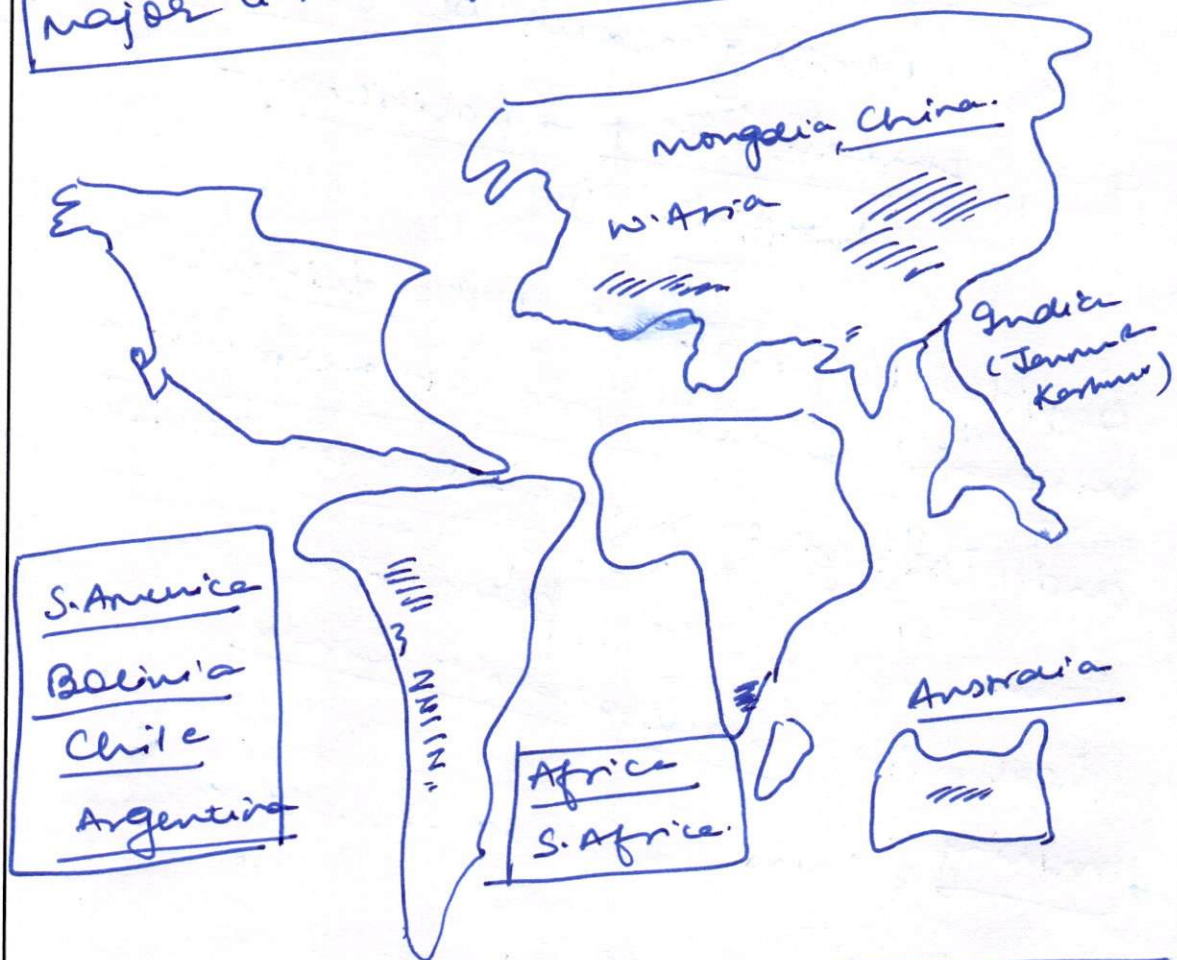 Major
Mongolia, China.
W. Asia
India
(Jammu &
Kashmir)
S. America
Bolivia
Chile
Argentina
Africa
S. Africa.
Australia